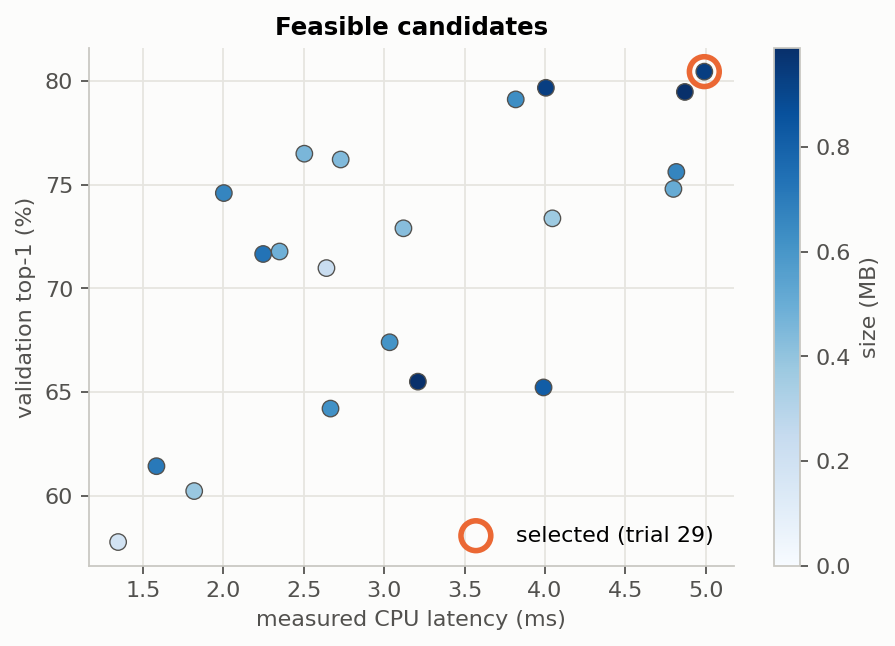 Feasible candidates
validation top-1 (%)
80
75
70
65
60
1.5 2.0 2.5 3.0 3.5 4.0 4.5 5.0
measured CPU latency (ms)
selected (trial 29)
0.8
0.6
0.4
0.2
0.0
size (MB)